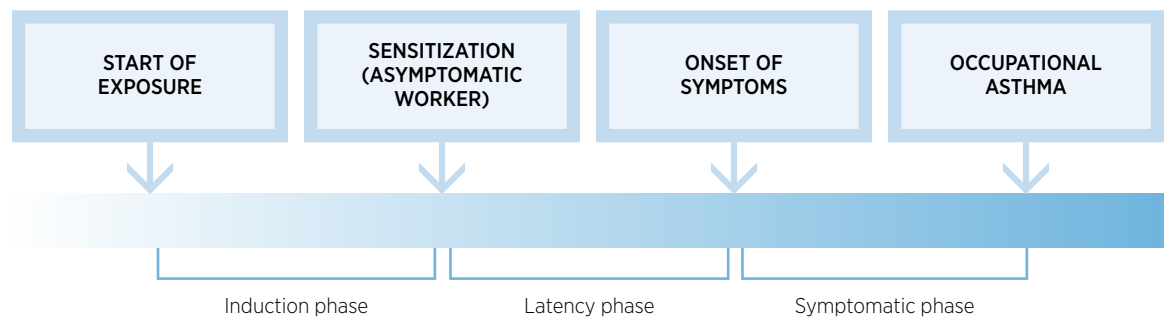 START OF
EXPOSURE
SENSITIZATION
(ASYMPTOMATIC
WORKER)
ONSET OF
SYMPTOMS
OCCUPATIONAL
ASTHMA
Induction phase
Latency phase
Symptomatic phase